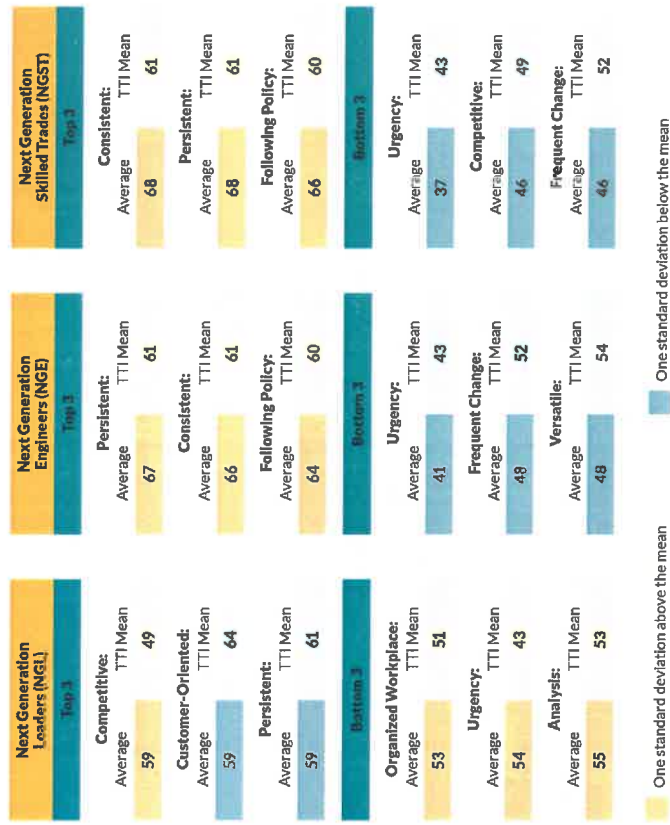 Next Generation
Loaders (NGL)
Top 3
Competitive:
Average TTI Mean
59 49
Customer-Oriented:
Average TTI Mean
59 64
Persistent:
Average TTI Mean
59 61
Bottom 3
Organized Workplace:
Average TTI Mean
53 51
Urgency:
Average TTI Mean
54 43
Analysis:
Average TTI Mean
55 53
Next Generation
Engineers (NGE)
Top 3
Persistent:
Average TTI Mean
67 61
Consistent:
Average TTI Mean
66 61
Following Policy:
Average TTI Mean
64 60
Bottom 3
Urgency:
Average TTI Mean
41 43
Frequent Change:
Average TTI Mean
48 52
Versatile:
Average TTI Mean
48 54
Next Generation
Skilled Trades (NGST)
Top 3
Consistent:
Average TTI Mean
68 61
Persistent:
Average TTI Mean
68 61
Following Policy:
Average TTI Mean
66 60
Bottom 3
Urgency:
Average TTI Mean
37 43
Competitive:
Average TTI Mean
46 49
Frequent Change:
Average TTI Mean
46 52
One standard deviation above the mean
One standard deviation below the mean